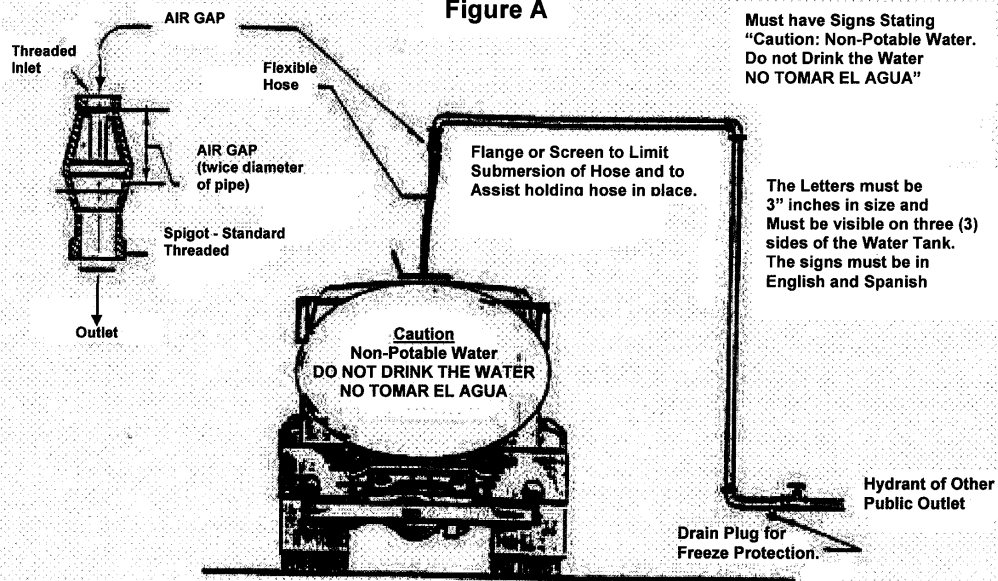 Figure A
AIR GAP
Threaded
Inlet
Flexible
Hose
Must have Signs Stating
“Caution: Non-Potable Water.
Do not Drink the Water
NO TOMAR EL AGUA”
AIR GAP
(twice diameter
of pipe)
Flange or Screen to Limit
Submersion of Hose and to
Assist holding hose in place.
The Letters must be
3” inches in size and
Must be visible on three (3)
sides of the Water Tank.
The signs must be in
English and Spanish
Spigot - Standard
Threaded
Outlet
Caution
Non-Potable Water
DO NOT DRINK THE WATER
NO TOMAR EL AGUA
Hydrant of Other
Public Outlet
Drain Plug for
Freeze Protection.